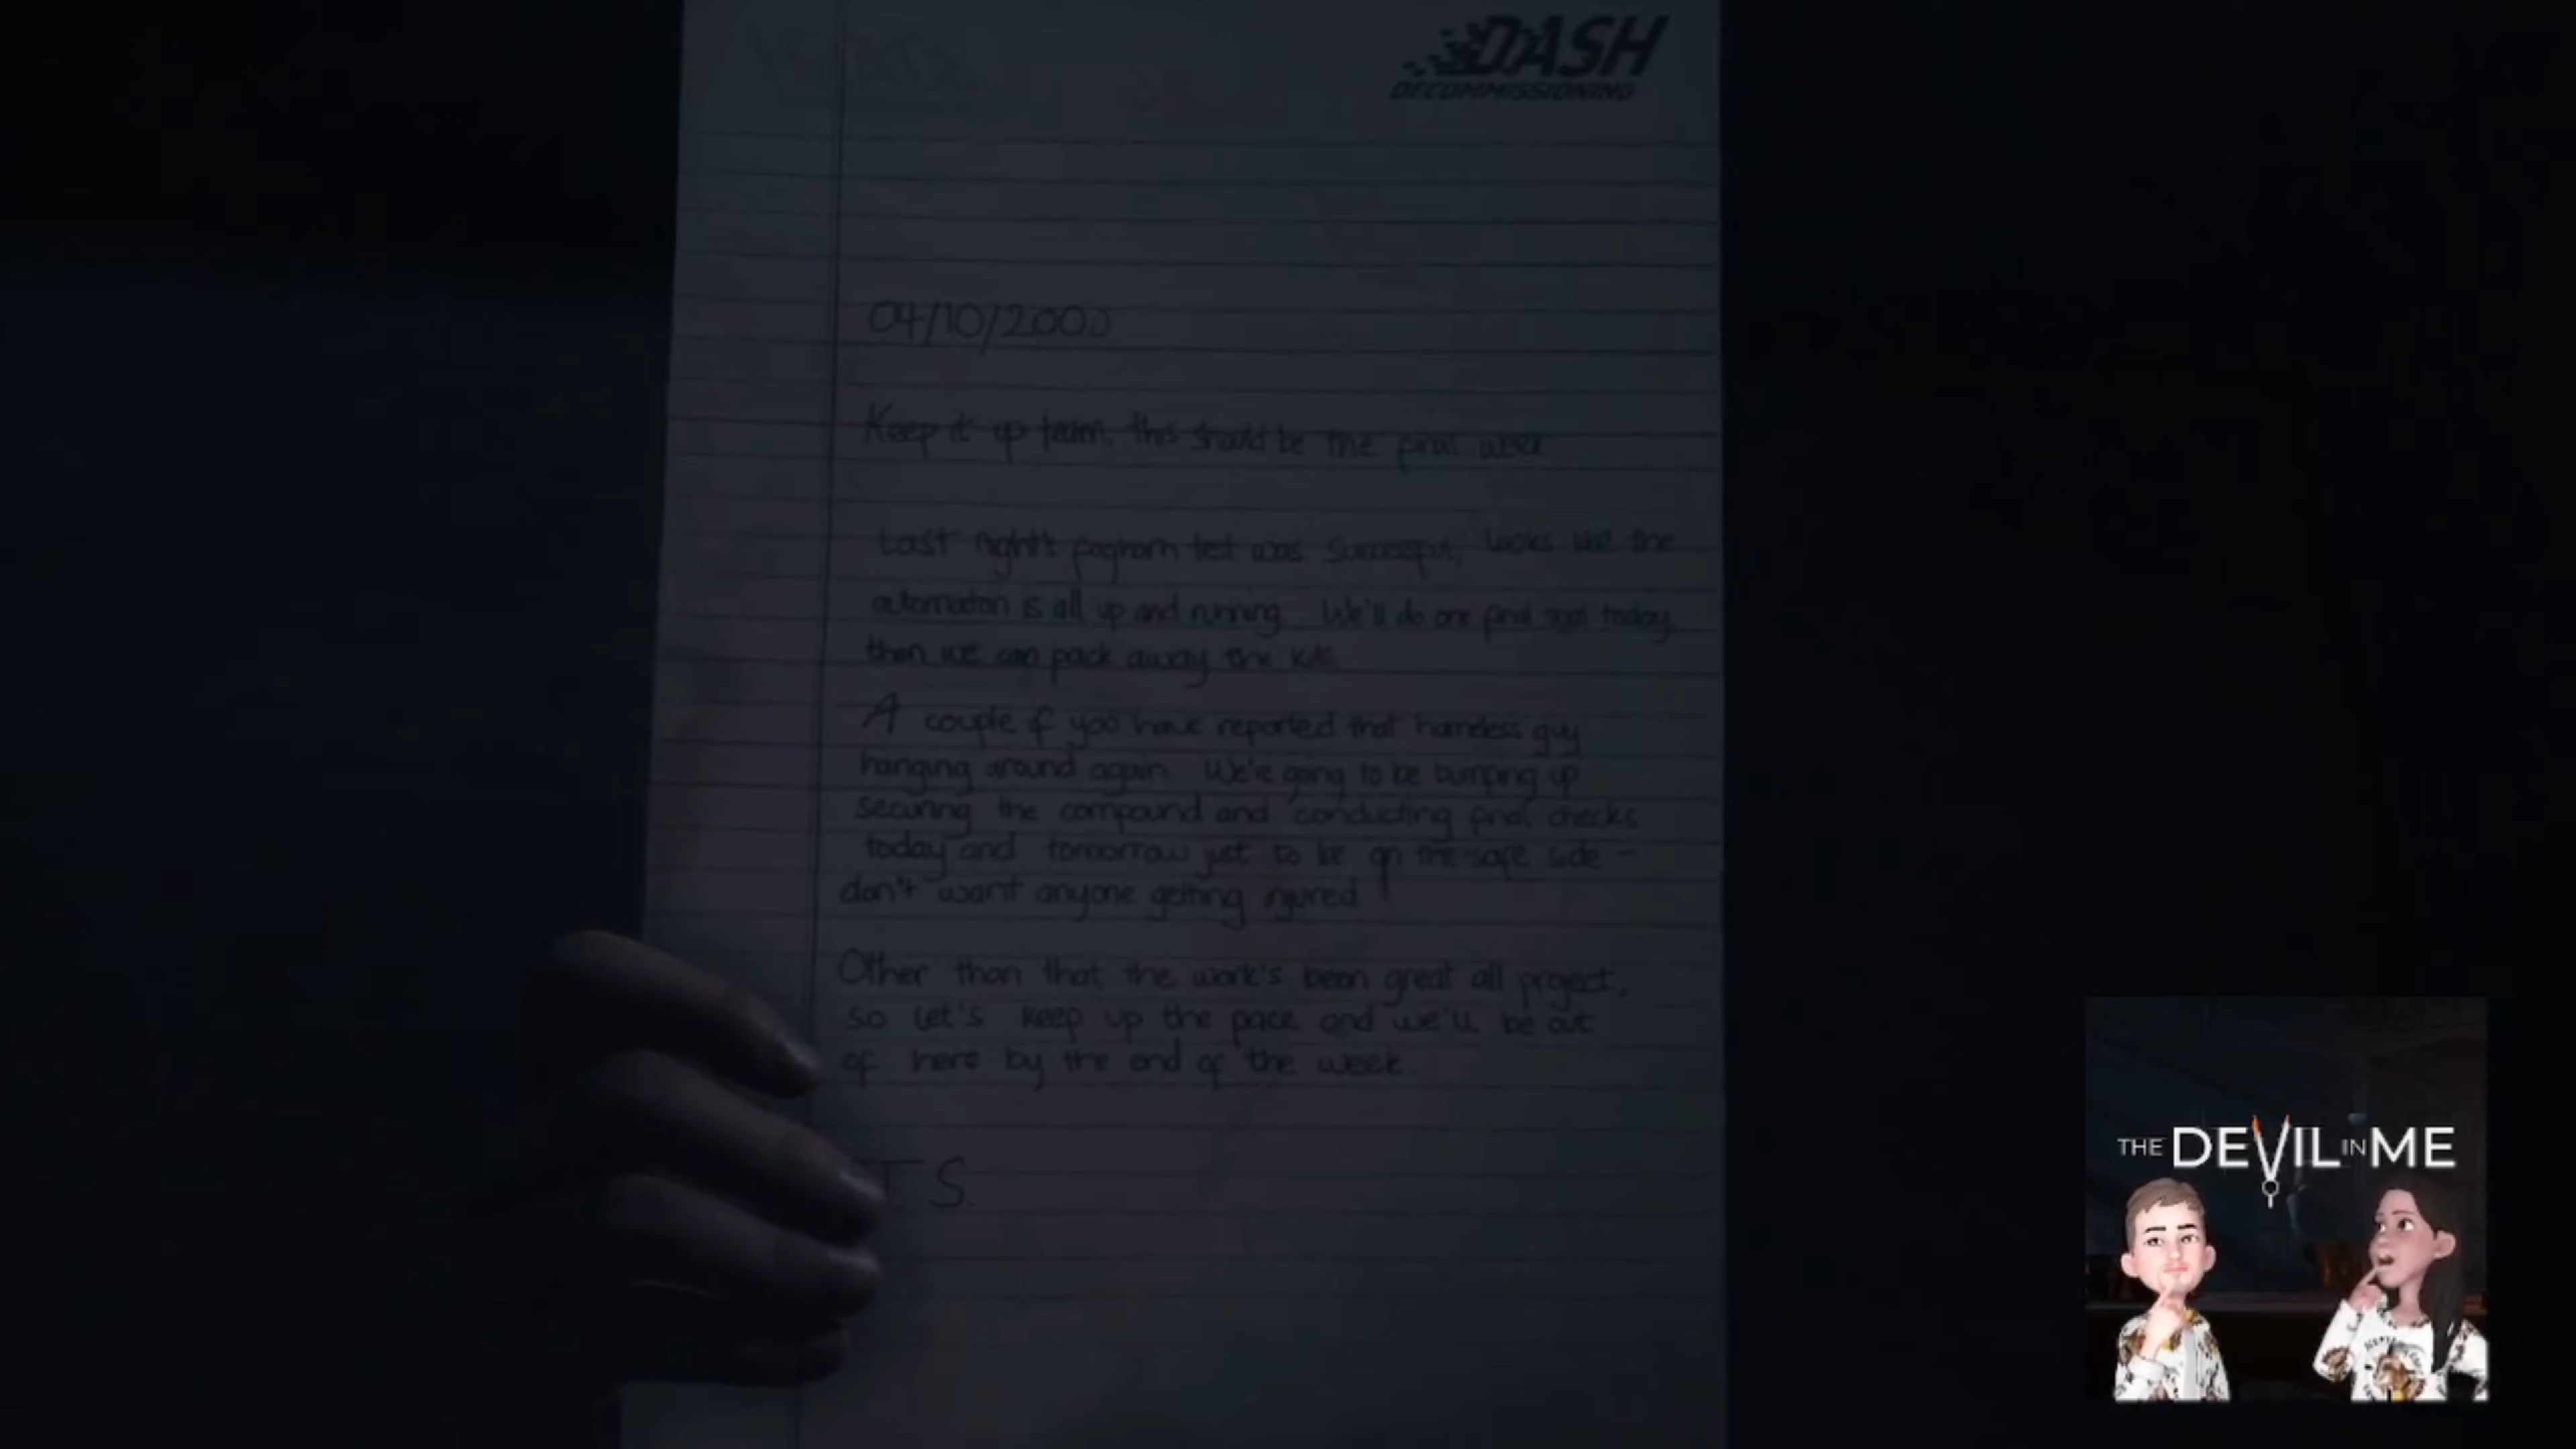 DASH
DECOMMISSIONING
04/10/2000
Keep it up team, this should be the final week
Last night's foghorn test was successful, looks like the
automaton is all up and running. We'll do one final test today
then we can pack away the kit.
A couple of you have reported that homeless guy
hanging around again. We're going to be bumping up
securing the compound and conducting final checks
today and tomorrow just to be on the safe side -
don't want anyone getting injured.
Other than that, the work's been great all project,
so let's keep up the pace and we'll be out
of here by the end of the week.
T.S.
THE DEVIL IN ME